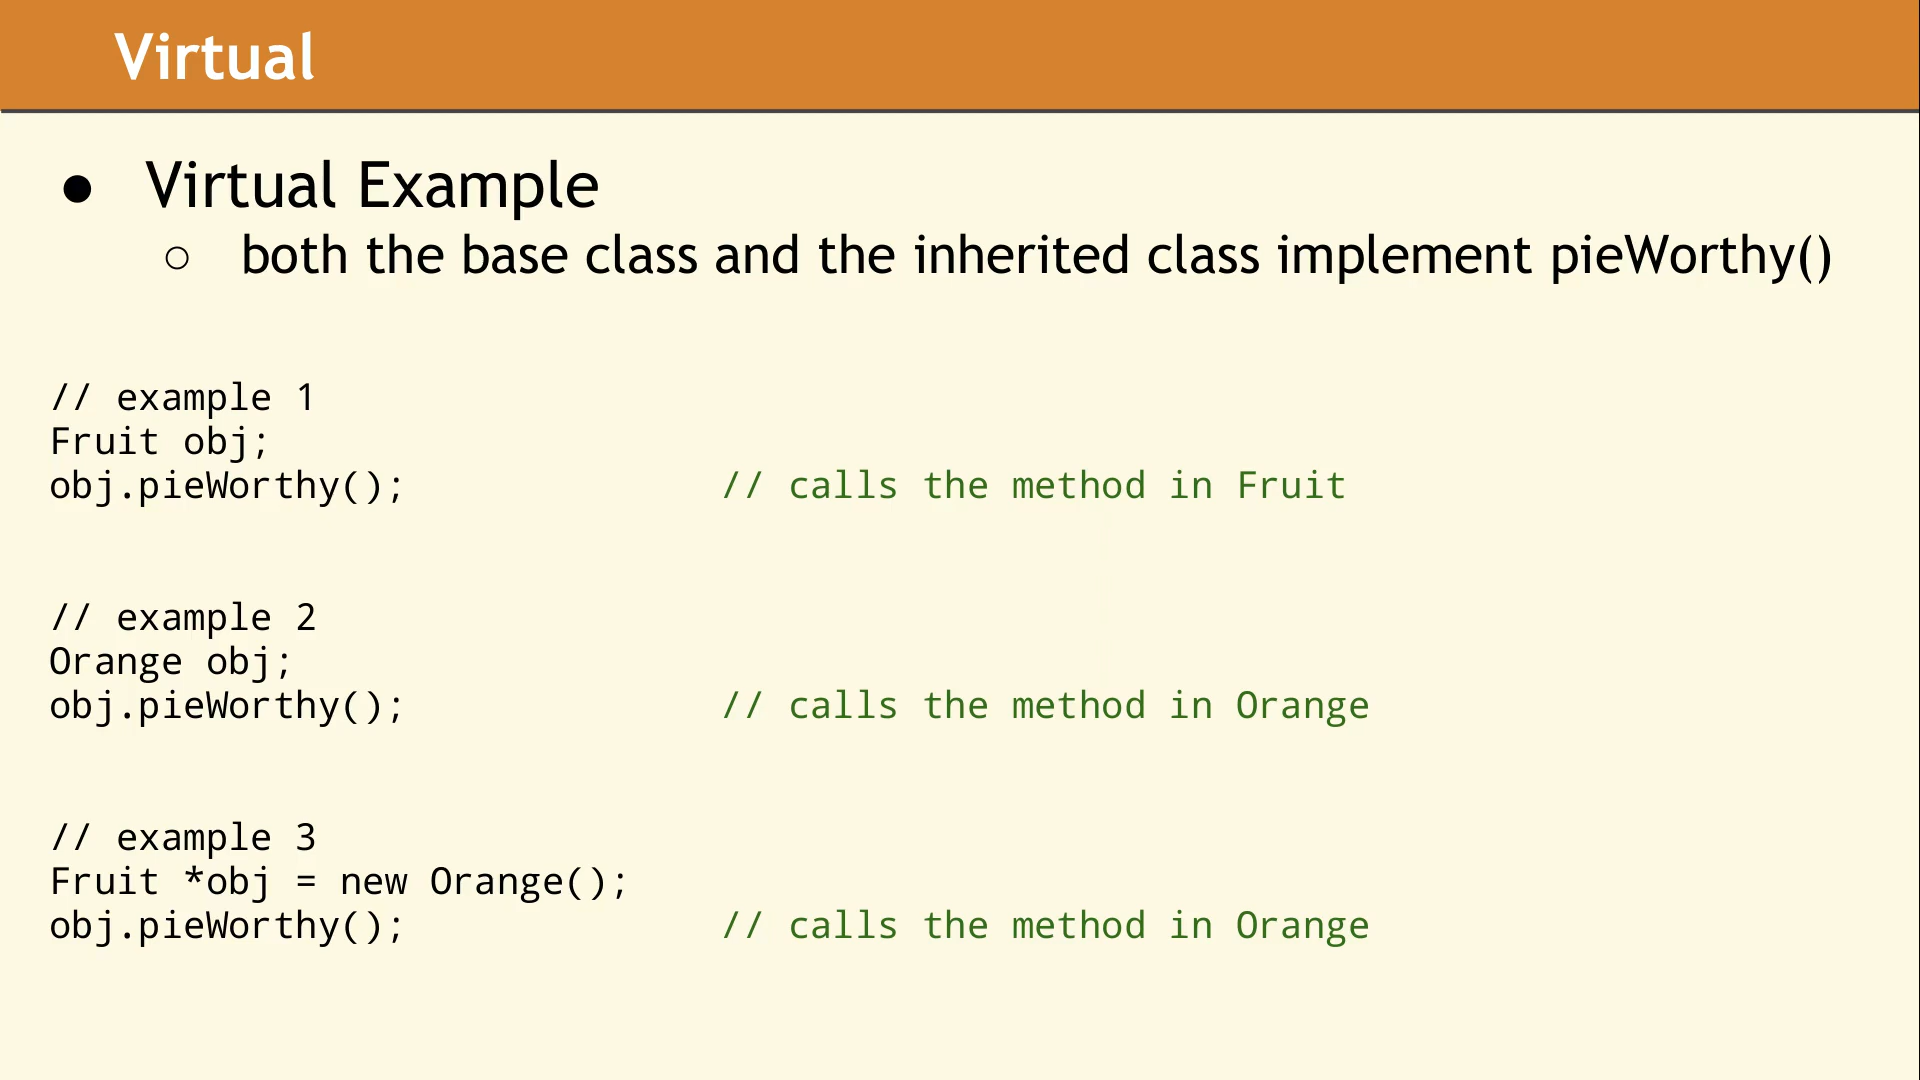 Virtual
● Virtual Example
○ both the base class and the inherited class implement pieWorthy()
// example 1
Fruit obj;
obj.pieWorthy(); // calls the method in Fruit
// example 2
Orange obj;
obj.pieWorthy(); // calls the method in Orange
// example 3
Fruit *obj = new Orange();
obj.pieWorthy(); // calls the method in Orange